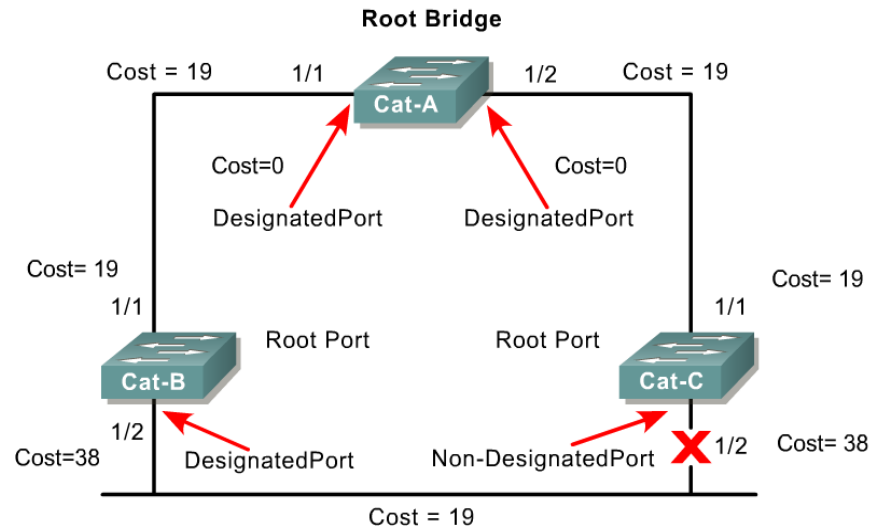 Root Bridge
Cost = 19
1/1
1/2
Cost = 19
Cat-A
Cost=0
Cost=0
DesignatedPort
DesignatedPort
Cost= 19
Cost= 19
1/1
1/1
Root Port
Root Port
Cat-B
Cat-C
1/2
1/2
Cost=38
DesignatedPort
Non-DesignatedPort
Cost= 38
Cost = 19